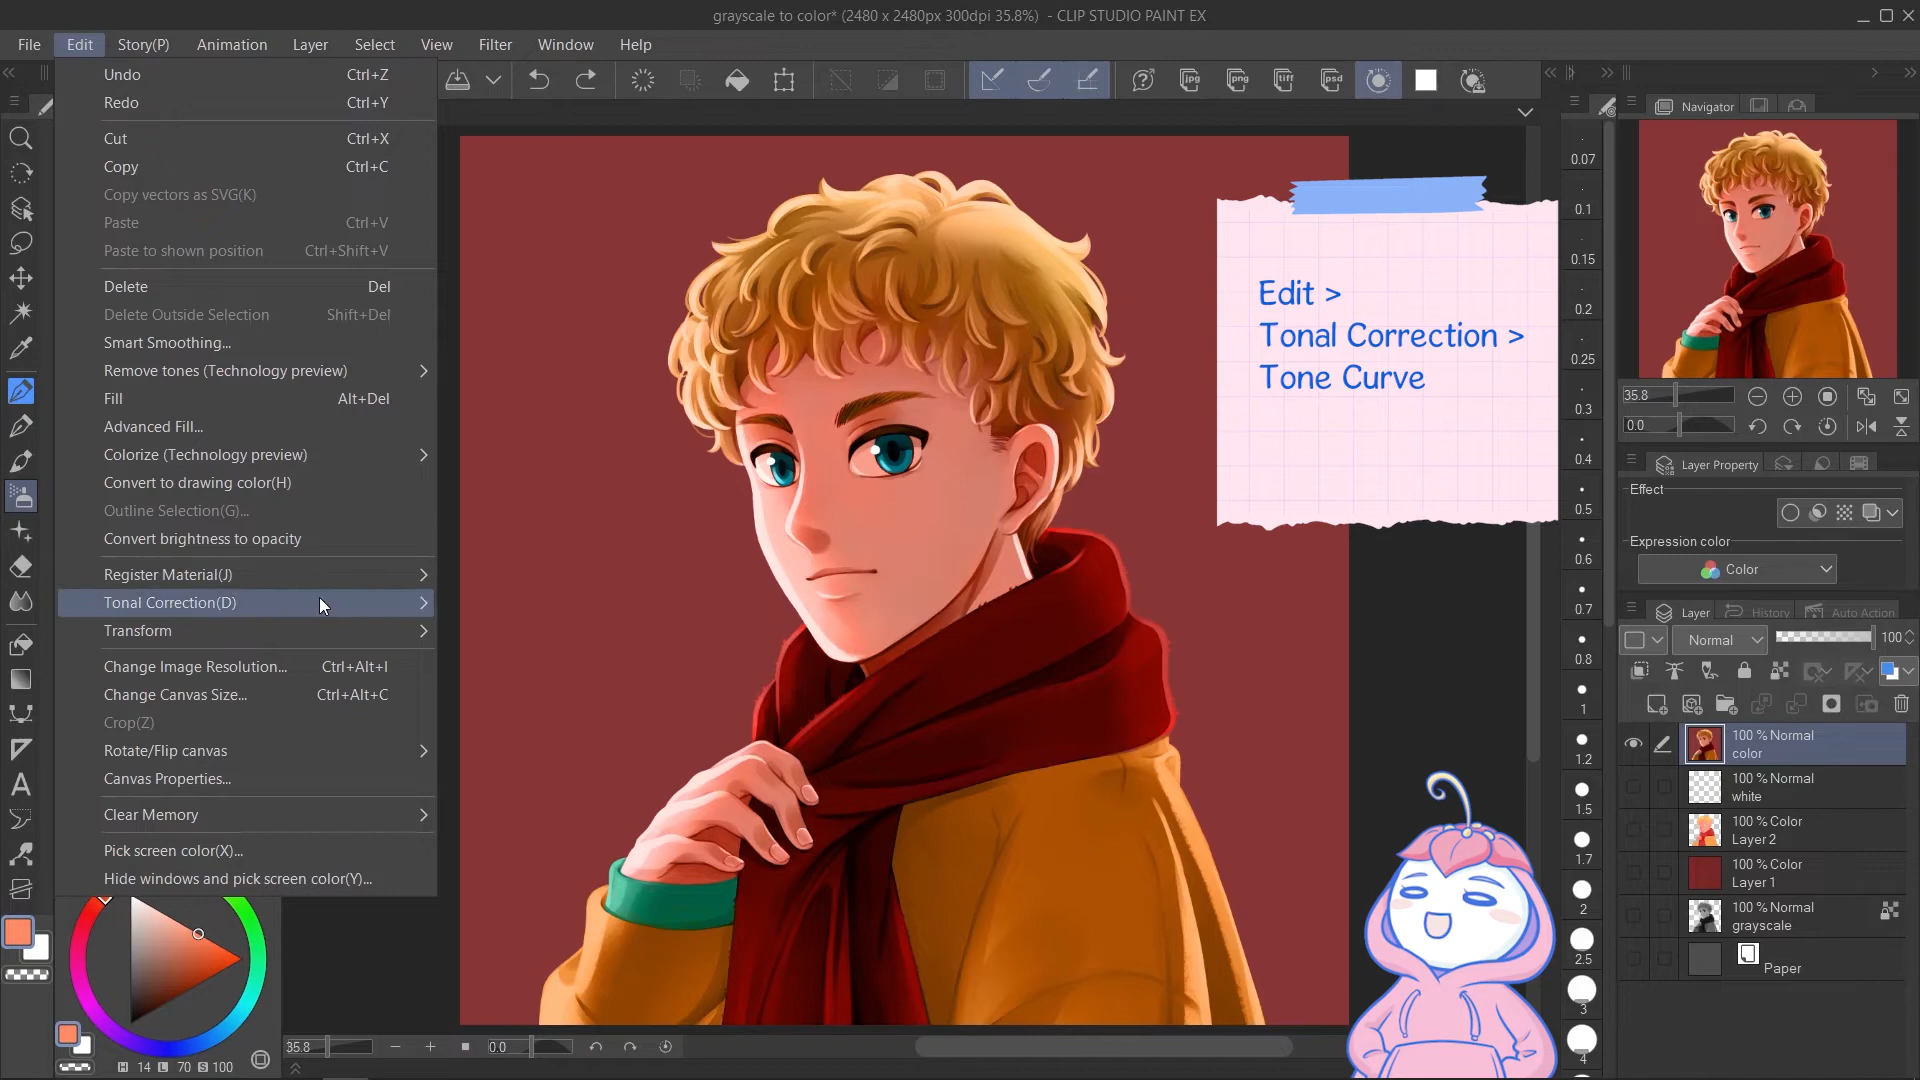 grayscale to color* (2480 x 2480px 300dpi 35.8%) - CLIP STUDIO PAINT EX
File Edit Story(P) Animation Layer Select View Filter Window Help
Undo Ctrl+Z
Redo Ctrl+Y
Cut Ctrl+X
Copy Ctrl+C
Copy vectors as SVG(K)
Paste Ctrl+V
Paste to shown position Ctrl+Shift+V
Delete Del
Delete Outside Selection Shift+Del
Smart Smoothing...
Remove tones (Technology preview)
Fill Alt+Del
Advanced Fill...
Colorize (Technology preview)
Convert to drawing color(H)
Outline Selection(G)...
Convert brightness to opacity
Register Material(J)
Tonal Correction(D)
Transform
Change Image Resolution... Ctrl+Alt+I
Change Canvas Size... Ctrl+Alt+C
Crop(Z)
Rotate/Flip canvas
Canvas Properties...
Clear Memory
Pick screen color(X)...
Hide windows and pick screen color(Y)...
H 14 L 70 S 100
35.8 0.0
jpg png tiff psd
Edit >
Tonal Correction >
Tone Curve
0.07
0.1
0.15
0.2
0.25
0.3
0.4
0.5
0.6
0.7
0.8
1
1.2
1.5
1.7
2
2.5
3
4
Navigator
35.8
0.0
Layer Property
Effect
Expression color
Color
Layer History Auto Action
Normal 100
100 % Normal
color
100 % Normal
white
100 % Color
Layer 2
100 % Color
Layer 1
100 % Normal
grayscale
Paper